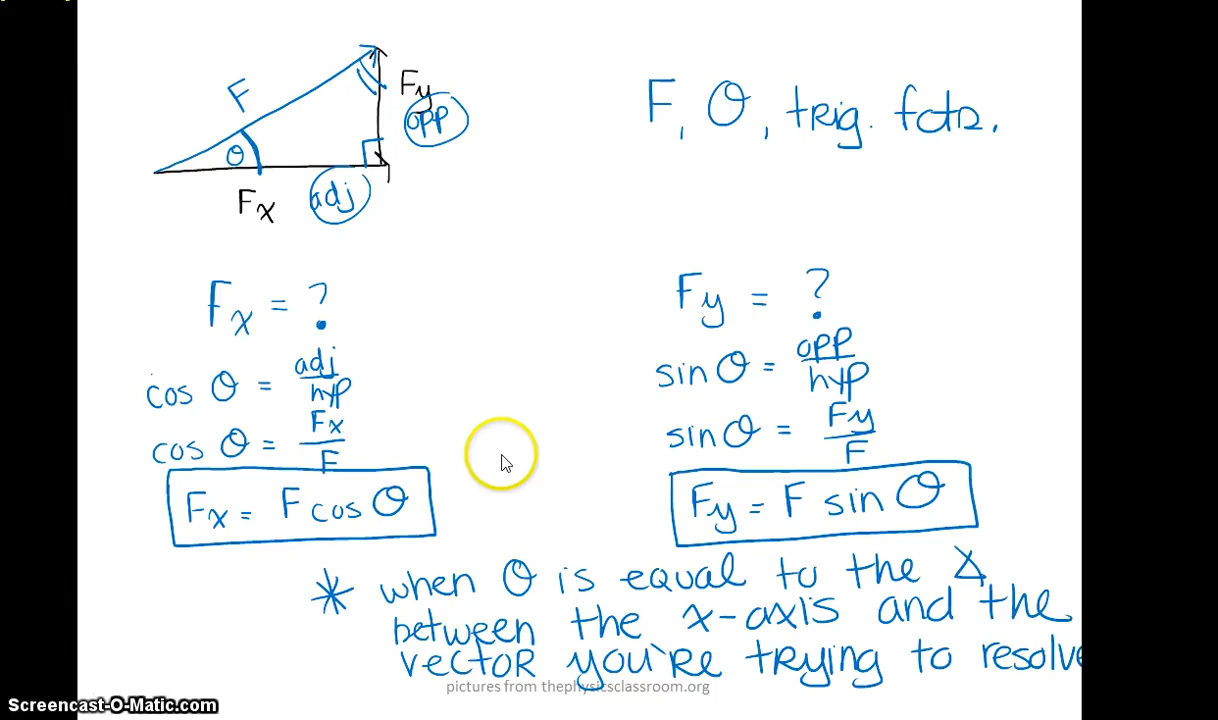 F
Fy
opp
θ
Fx
adj
F, θ, trig. fcts.
Fx = ?
cos θ = adj/hyp
cos θ = Fx/F
Fx = F cos θ
Fy = ?
sin θ = opp/hyp
sin θ = Fy/F
Fy = F sin θ
* when θ is equal to the ∡
between the x-axis and the
vector you're trying to resolve
pictures from thephysicsclassroom.org
Screencast-O-Matic.com